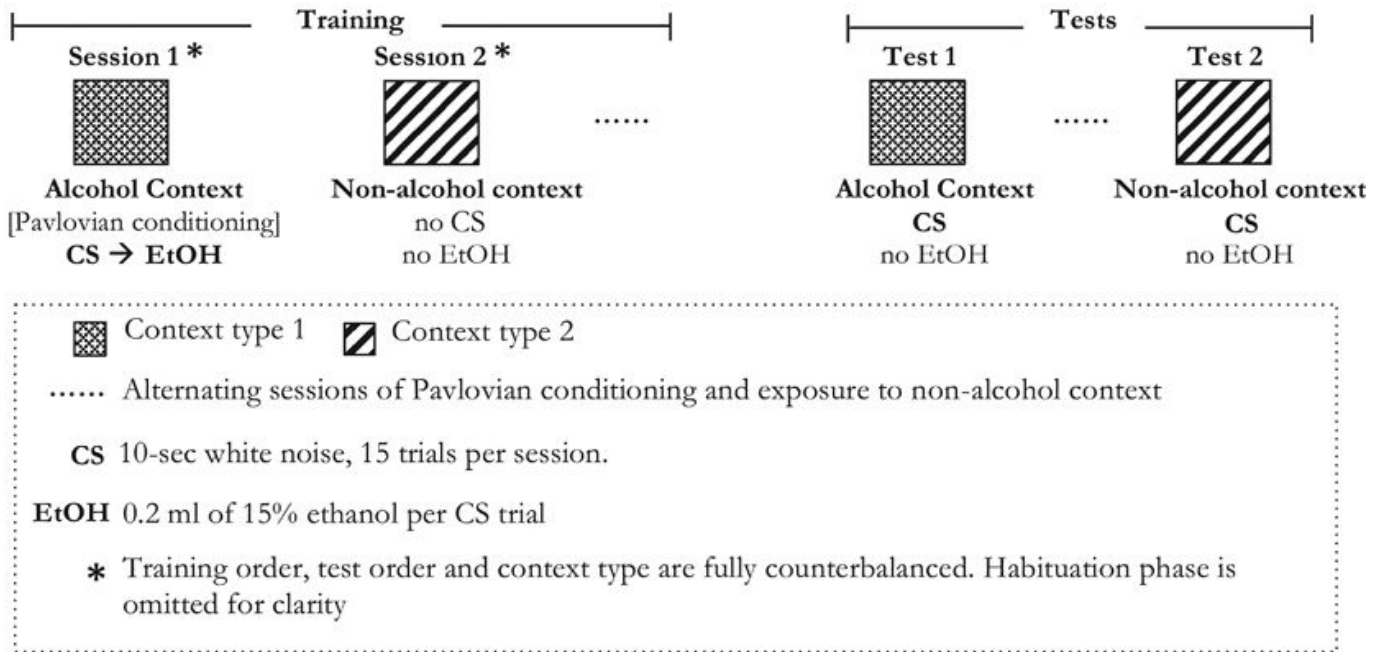 Training
Tests
Session 1 *
Session 2 *
Test 1
Test 2
......
......
Alcohol Context
Non-alcohol context
Alcohol Context
Non-alcohol context
[Pavlovian conditioning]
no CS
CS
CS
CS → EtOH
no EtOH
no EtOH
no EtOH
Context type 1
Context type 2
...... Alternating sessions of Pavlovian conditioning and exposure to non-alcohol context
CS 10-sec white noise, 15 trials per session.
EtOH 0.2 ml of 15% ethanol per CS trial
* Training order, test order and context type are fully counterbalanced. Habituation phase is
omitted for clarity